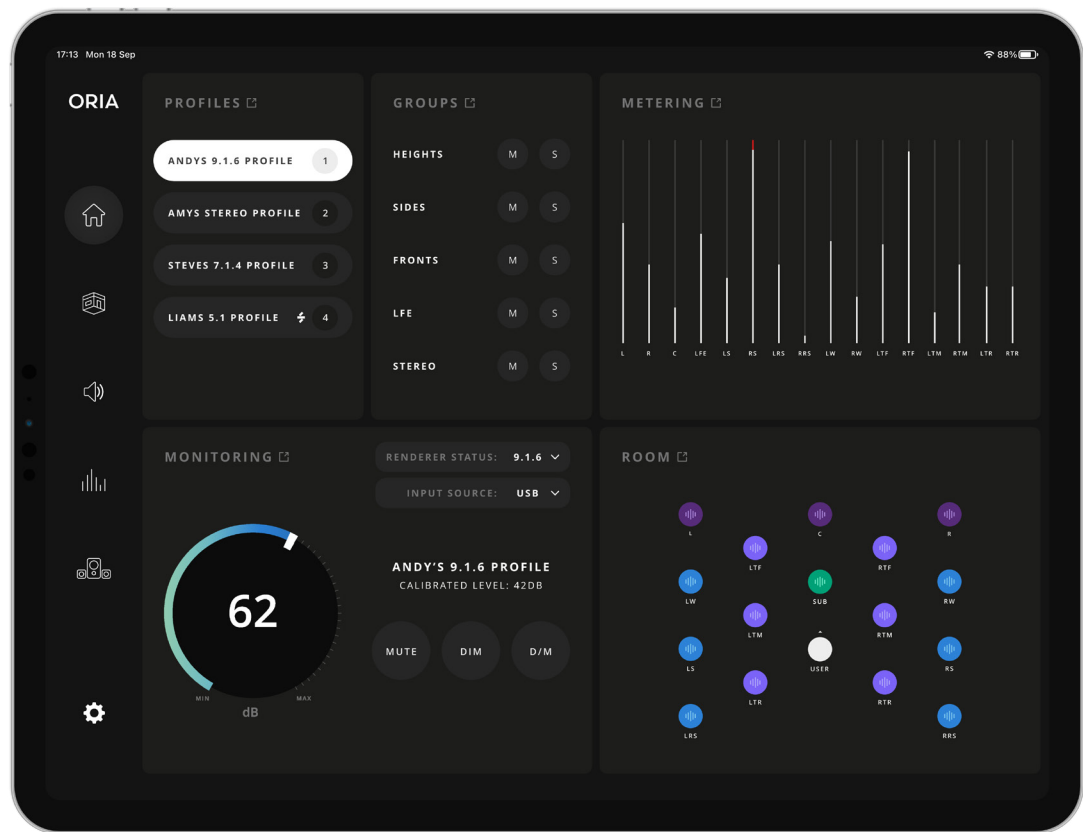 17:13 Mon 18 Sep
88%
ORIA
PROFILES
ANDYS 9.1.6 PROFILE 1
AMYS STEREO PROFILE 2
STEVES 7.1.4 PROFILE 3
LIAMS 5.1 PROFILE 4
GROUPS
HEIGHTS M S
SIDES M S
FRONTS M S
LFE M S
STEREO M S
METERING
L R C LFE LS RS LRS RRS LW RW LTF RTF LTM RTM LTR RTR
MONITORING
RENDERER STATUS: 9.1.6
INPUT SOURCE: USB
62
MIN MAX
dB
ANDY'S 9.1.6 PROFILE
CALIBRATED LEVEL: 42DB
MUTE DIM D/M
ROOM
L C R
LTF RTF
LW SUB RW
LTM RTM
LS USER RS
LTR RTR
LRS RRS